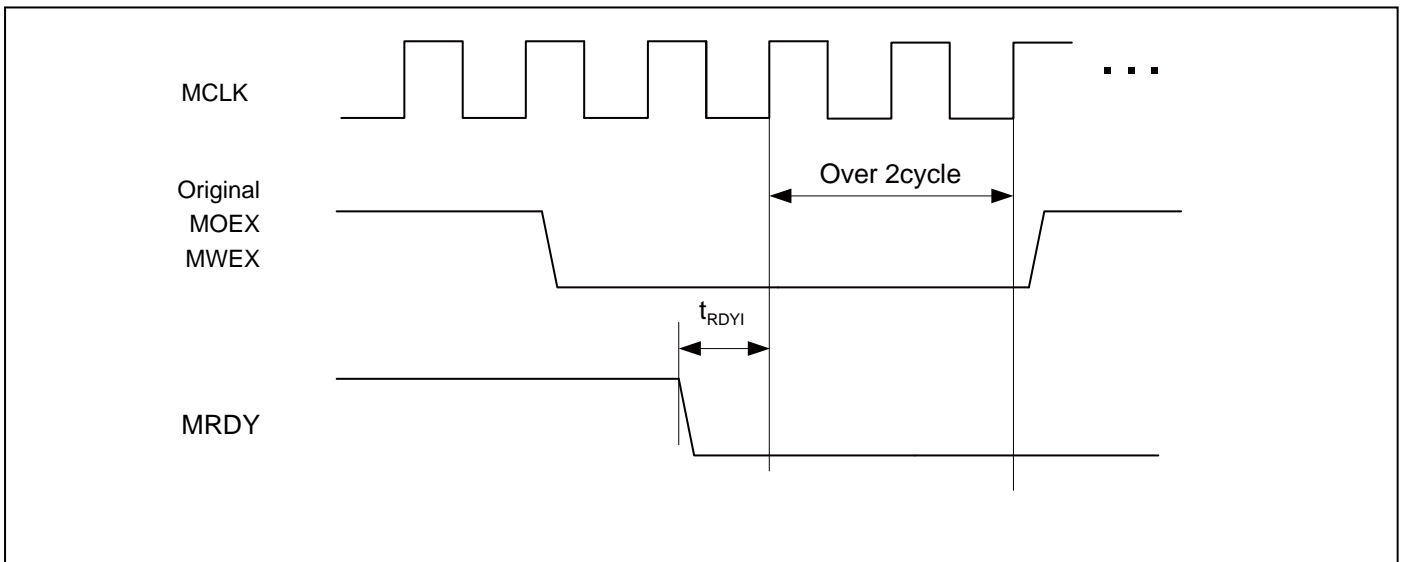 MCLK
. . .
Over 2cycle
Original
MOEX
MWEX
tRDYI
MRDY